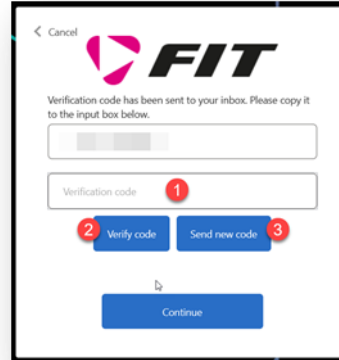 Cancel
FIT
Verification code has been sent to your inbox. Please copy it
to the input box below.
Verification code 1
2 Verify code Send new code 3
Continue